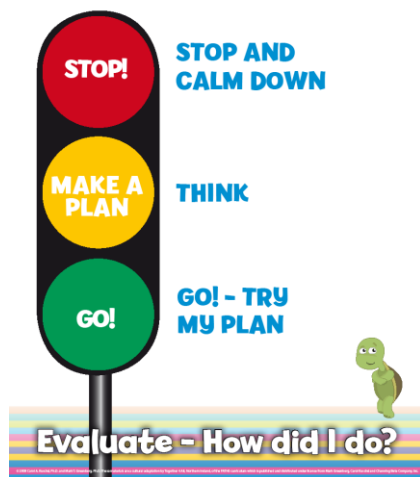 STOP!
STOP AND
CALM DOWN
MAKE A
PLAN
THINK
GO!
GO! - TRY
MY PLAN
Evaluate - How did I do?